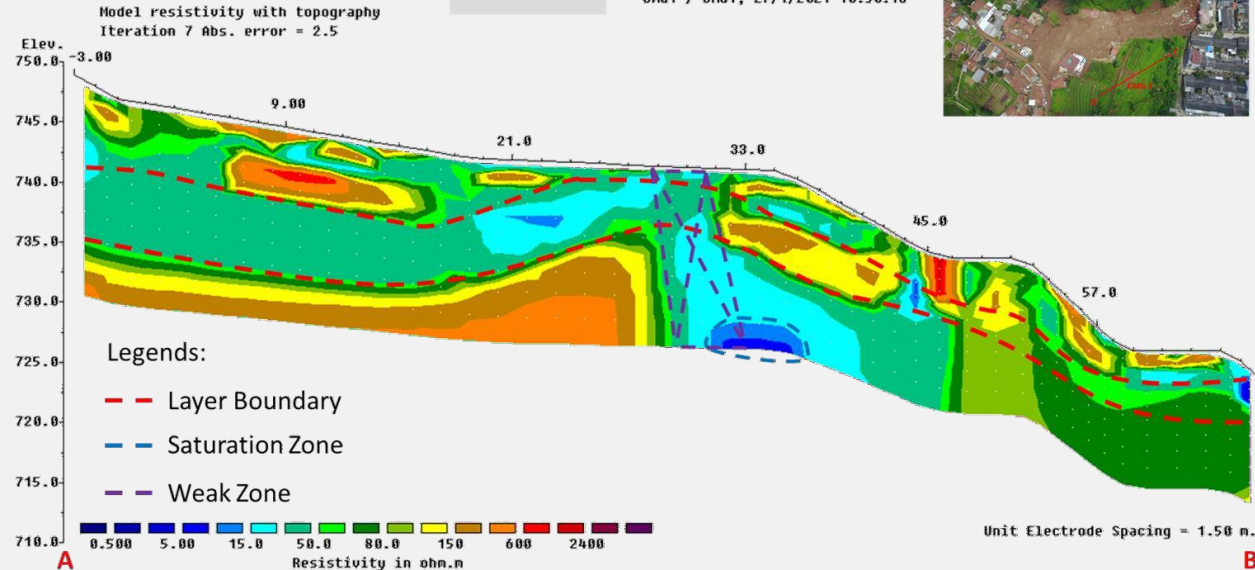 Model resistivity with topography
Iteration 7 Abs. error = 2.5
Elev.
750.0
-3.00
745.0
9.00
740.0
21.0
33.0
735.0
45.0
730.0
57.0
725.0
720.0
715.0
710.0
Legends:
Layer Boundary
Saturation Zone
Weak Zone
0.500 5.00 15.0 50.0 80.0 150 600 2400
Resistivity in ohm.m
Unit Electrode Spacing = 1.50 m.
A
B